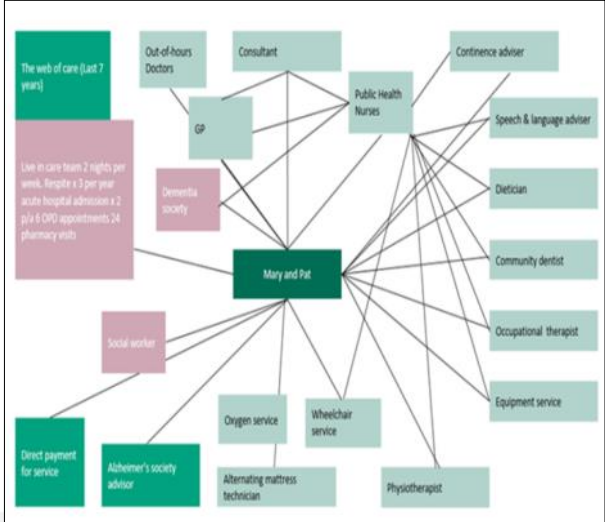 The web of care (Last 7
years)
Out-of-hours
Doctors
Consultant
Continence adviser
Public Health
Nurses
GP
Speech & language adviser
Live in care team 2 nights per
week. Respite x 3 per year
acute hospital admission x 2
p/a 6 OPD appointments 24
pharmacy visits
Dementia
society
Dietician
Community dentist
Mary and Pat
Social worker
Occupational therapist
Equipment service
Oxygen service
Wheelchair
service
Direct payment
for service
Alzheimer's society
advisor
Alternating mattress
technician
Physiotherapist